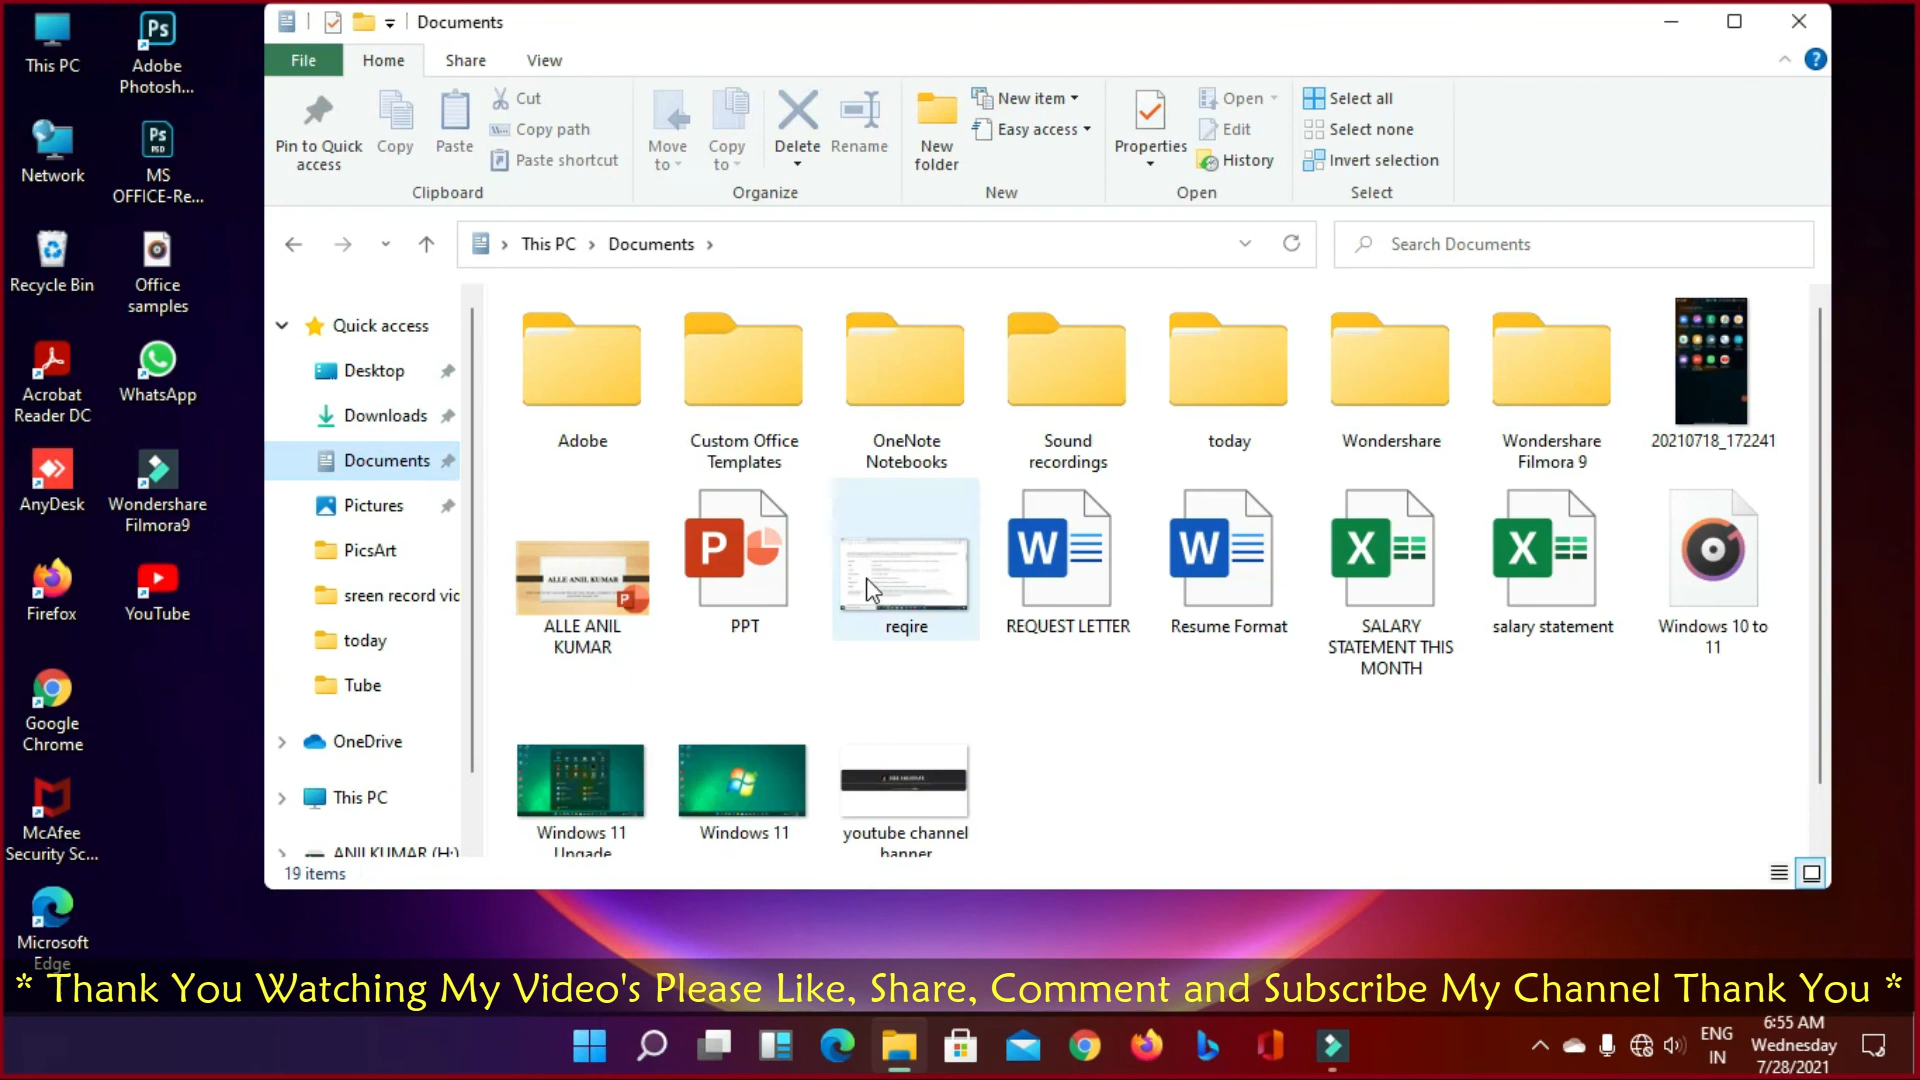 This PC
Adobe
Photosh...
Network
MS
OFFICE-Re...
Recycle Bin
Office
samples
Acrobat
Reader DC
WhatsApp
AnyDesk
Wondershare
Filmora9
Firefox
YouTube
Google
Chrome
McAfee
Security Sc...
Microsoft
Edge
Documents
File Home Share View
Pin to Quick
access
Copy
Paste
Cut
Copy path
Paste shortcut
Clipboard
Move
to
Copy
to
Delete
Rename
Organize
New
folder
New item
Easy access
New
Properties
Open
Edit
History
Open
Select all
Select none
Invert selection
Select
This PC > Documents >
Search Documents
Quick access
Desktop
Downloads
Documents
Pictures
PicsArt
sreen record vic
today
Tube
OneDrive
This PC
ANILKUMAR (H:)
Adobe
Custom Office
Templates
OneNote
Notebooks
Sound
recordings
today
Wondershare
Wondershare
Filmora 9
20210718_172241
ALLE ANIL KUMAR
ALLE ANIL
KUMAR
PPT
reqire
REQUEST LETTER
Resume Format
SALARY
STATEMENT THIS
MONTH
salary statement
Windows 10 to
11
Windows 11
Upgade
Windows 11
youtube channel
banner
19 items
* Thank You Watching My Video's Please Like, Share, Comment and Subscribe My Channel Thank You *
ENG
IN
6:55 AM
Wednesday
7/28/2021